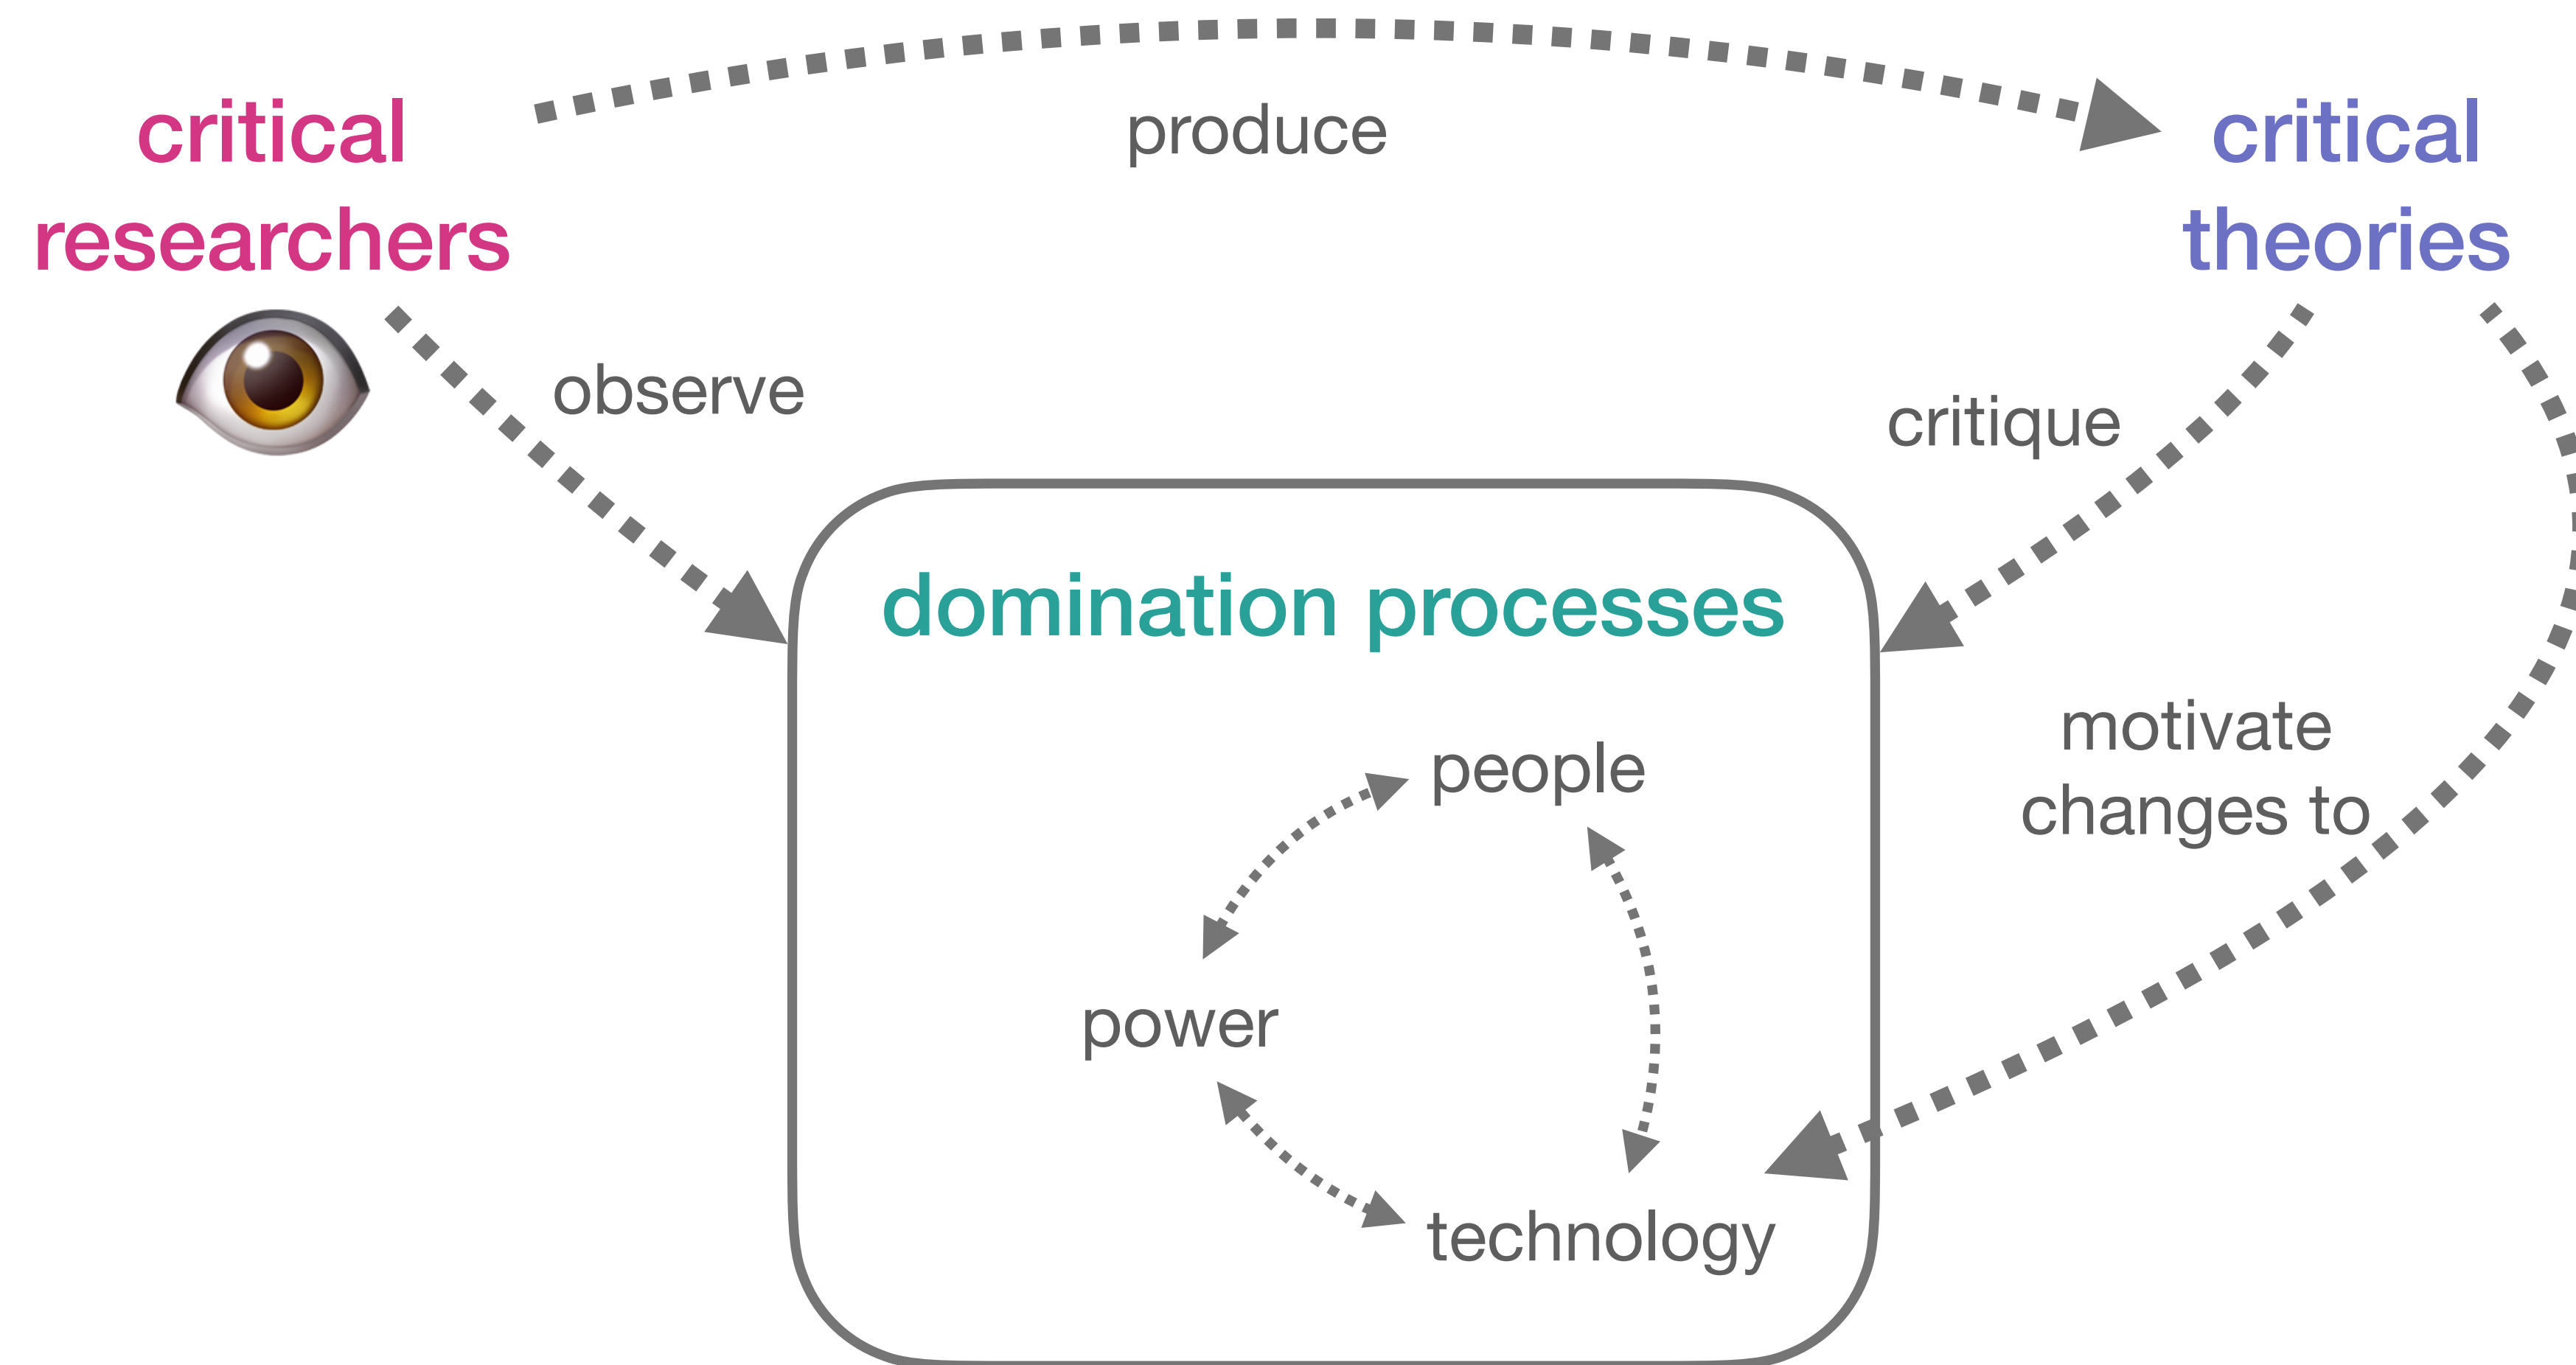 critical
researchers
produce
critical
theories
observe
critique
domination processes
people
motivate
changes to
power
technology